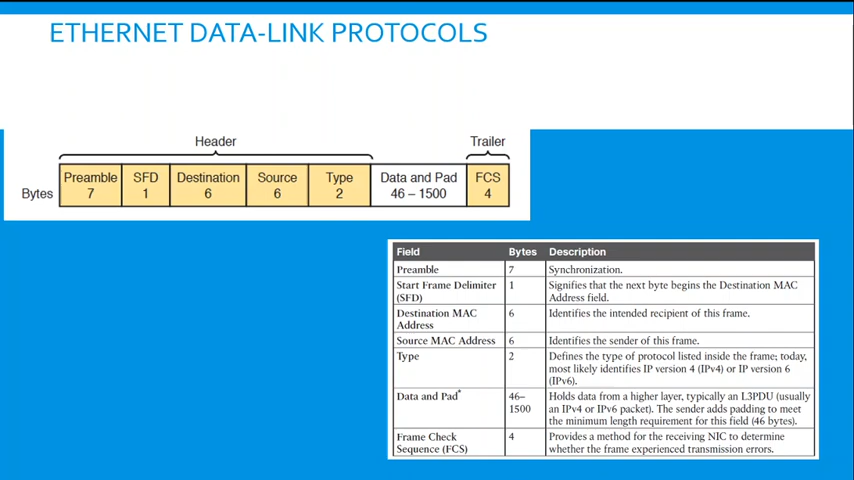 ETHERNET DATA-LINK PROTOCOLS
Header Trailer
Preamble SFD Destination Source Type Data and Pad FCS
Bytes 7 1 6 6 2 46 – 1500 4
Field Bytes Description
Preamble 7 Synchronization.
Start Frame Delimiter 1 Signifies that the next byte begins the Destination MAC
(SFD) Address field.
Destination MAC 6 Identifies the intended recipient of this frame.
Address
Source MAC Address 6 Identifies the sender of this frame.
Type 2 Defines the type of protocol listed inside the frame; today,
most likely identifies IP version 4 (IPv4) or IP version 6
(IPv6).
Data and Pad* 46– Holds data from a higher layer, typically an L3PDU (usually
1500 an IPv4 or IPv6 packet). The sender adds padding to meet
the minimum length requirement for this field (46 bytes).
Frame Check 4 Provides a method for the receiving NIC to determine
Sequence (FCS) whether the frame experienced transmission errors.